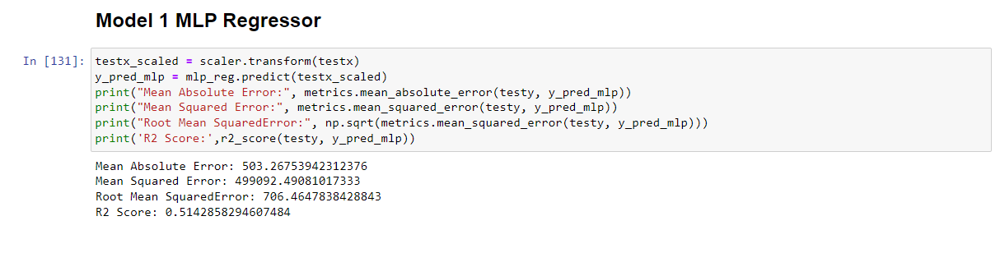 Model 1 MLP Regressor
In [131]: testx_scaled = scaler.transform(testx)
y_pred_mlp = mlp_reg.predict(testx_scaled)
print("Mean Absolute Error:", metrics.mean_absolute_error(testy, y_pred_mlp))
print("Mean Squared Error:", metrics.mean_squared_error(testy, y_pred_mlp))
print("Root Mean SquaredError:", np.sqrt(metrics.mean_squared_error(testy, y_pred_mlp)))
print('R2 Score:',r2_score(testy, y_pred_mlp))
Mean Absolute Error: 503.26753942312376
Mean Squared Error: 499092.49081017333
Root Mean SquaredError: 706.4647838428843
R2 Score: 0.5142858294607484